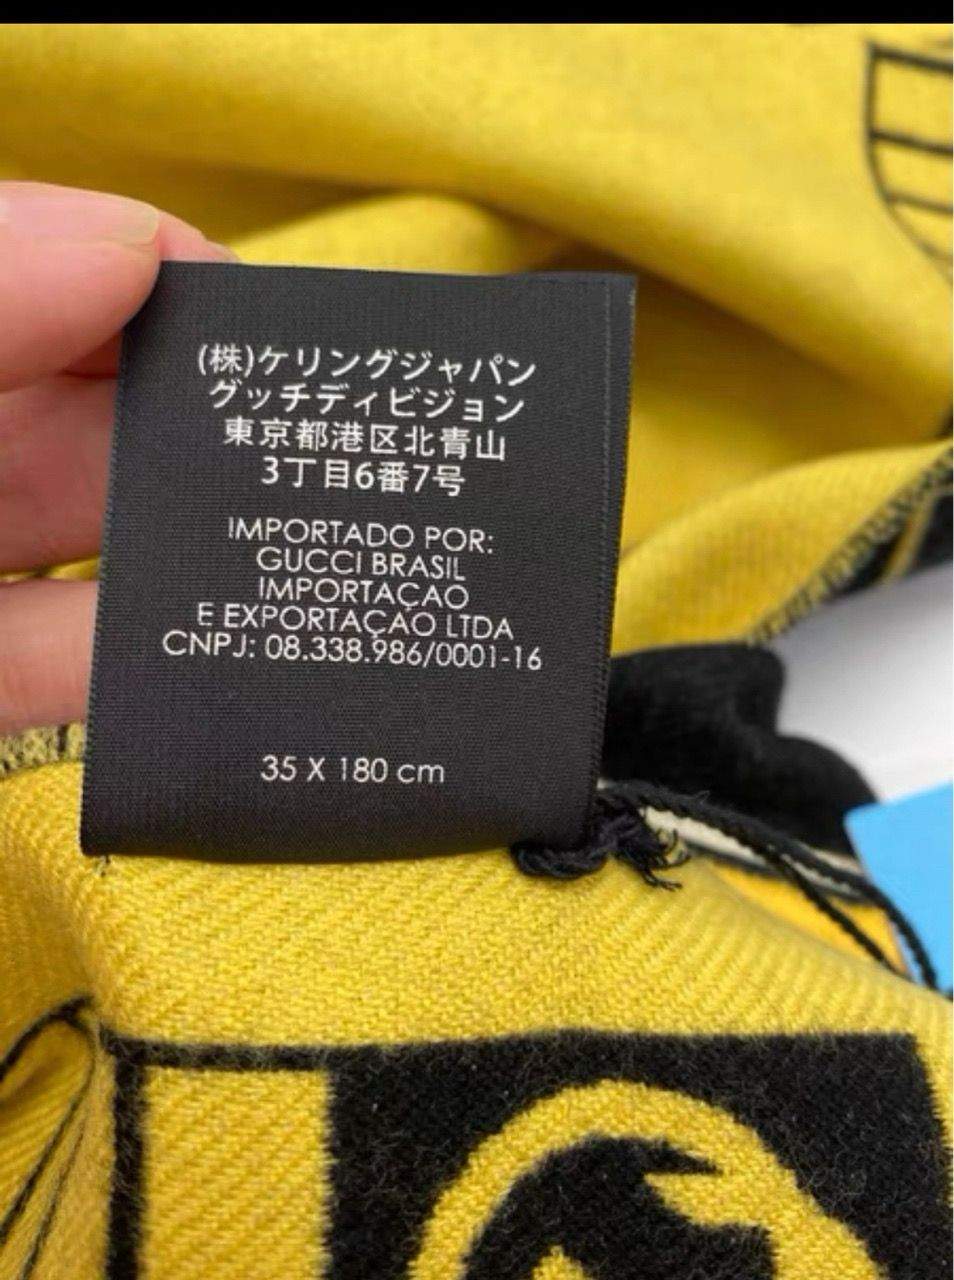 (株)ケリングジャパン
グッチディビジョン
東京都港区北青山
3丁目6番7号
IMPORTADO POR:
GUCCI BRASIL
IMPORTAÇAO
E EXPORTAÇAO LTDA
CNPJ: 08.338.986/0001-16
35 X 180 cm